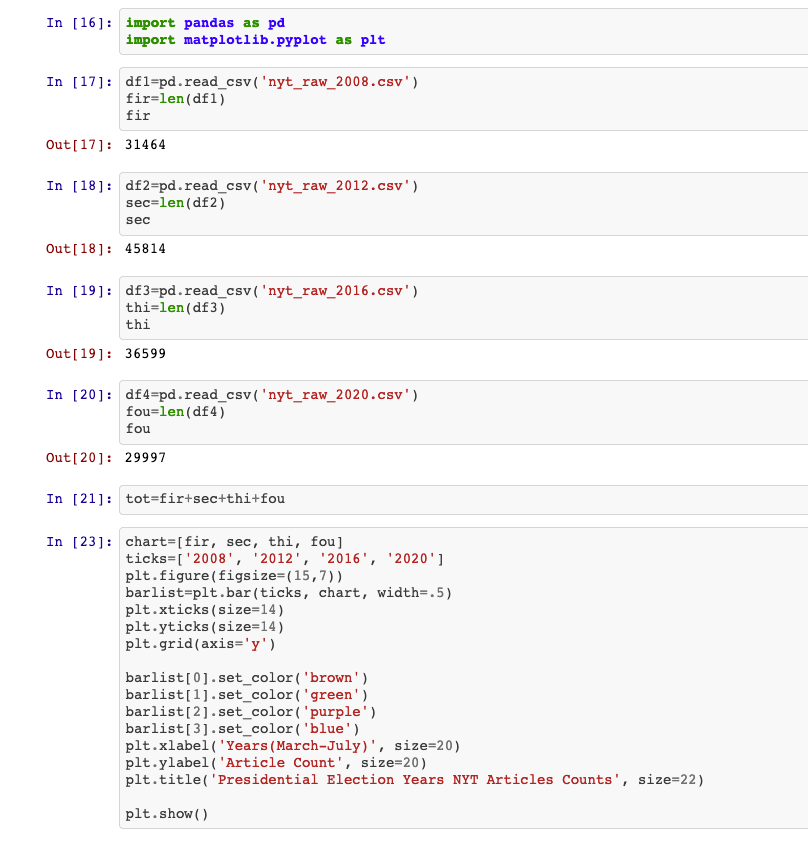 In [16]: import pandas as pd
import matplotlib.pyplot as plt
In [17]: df1=pd.read_csv('nyt_raw_2008.csv')
fir=len(df1)
fir
Out[17]: 31464
In [18]: df2=pd.read_csv('nyt_raw_2012.csv')
sec=len(df2)
sec
Out[18]: 45814
In [19]: df3=pd.read_csv('nyt_raw_2016.csv')
thi=len(df3)
thi
Out[19]: 36599
In [20]: df4=pd.read_csv('nyt_raw_2020.csv')
fou=len(df4)
fou
Out[20]: 29997
In [21]: tot=fir+sec+thi+fou
In [23]: chart=[fir, sec, thi, fou]
ticks=['2008', '2012', '2016', '2020']
plt.figure(figsize=(15,7))
barlist=plt.bar(ticks, chart, width=.5)
plt.xticks(size=14)
plt.yticks(size=14)
plt.grid(axis='y')
barlist[0].set_color('brown')
barlist[1].set_color('green')
barlist[2].set_color('purple')
barlist[3].set_color('blue')
plt.xlabel('Years(March-July)', size=20)
plt.ylabel('Article Count', size=20)
plt.title('Presidential Election Years NYT Articles Counts', size=22)
plt.show()